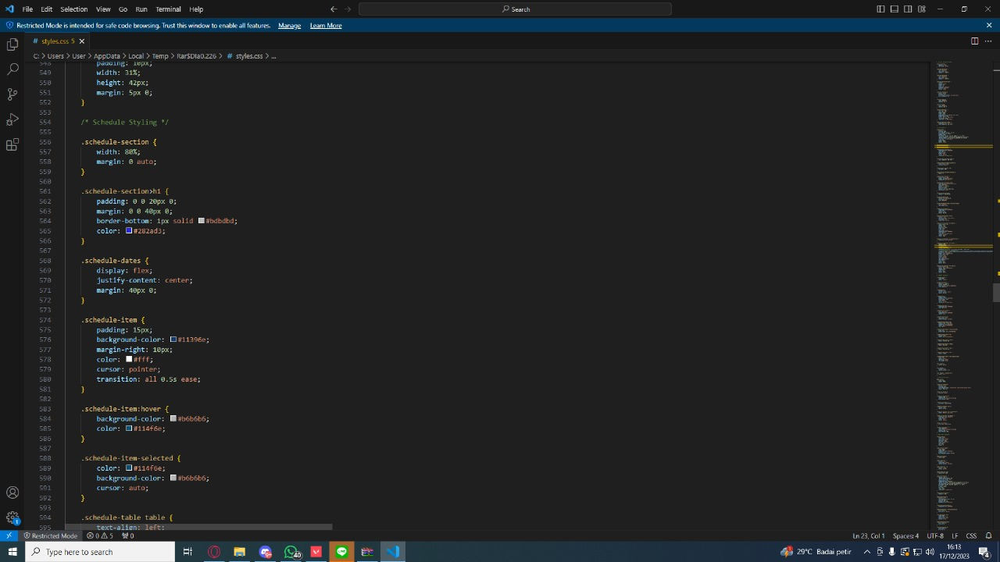 File Edit Selection View Go Run Terminal Help
Search
Restricted Mode is intended for safe code browsing. Trust this window to enable all features. Manage Learn More
# styles.css 5
C: > Users > User > AppData > Local > Temp > Rar$DIa0.226 > # styles.css > ...
548 padding: 10px;
549 width: 31%;
550 height: 42px;
551 margin: 5px 0;
552 }
553
554 /* Schedule Styling */
555
556 .schedule-section {
557 width: 80%;
558 margin: 0 auto;
559 }
560
561 .schedule-section>h1 {
562 padding: 0 0 20px 0;
563 margin: 0 0 40px 0;
564 border-bottom: 1px solid #bdbdbd;
565 color: #282ad3;
566 }
567
568 .schedule-dates {
569 display: flex;
570 justify-content: center;
571 margin: 40px 0;
572 }
573
574 .schedule-item {
575 padding: 15px;
576 background-color: #11396e;
577 margin-right: 10px;
578 color: #fff;
579 cursor: pointer;
580 transition: all 0.5s ease;
581 }
582
583 .schedule-item:hover {
584 background-color: #b6b6b6;
585 color: #114f6e;
586 }
587
588 .schedule-item-selected {
589 color: #114f6e;
590 background-color: #b6b6b6;
591 cursor: auto;
592 }
593
594 .schedule-table table {
595 text-align: left;
1
Restricted Mode 0 5 0
Ln 23, Col 1 Spaces: 4 UTF-8 LF CSS
Type here to search
40
LINE
29°C Badai petir
16:13
17/12/2023
4